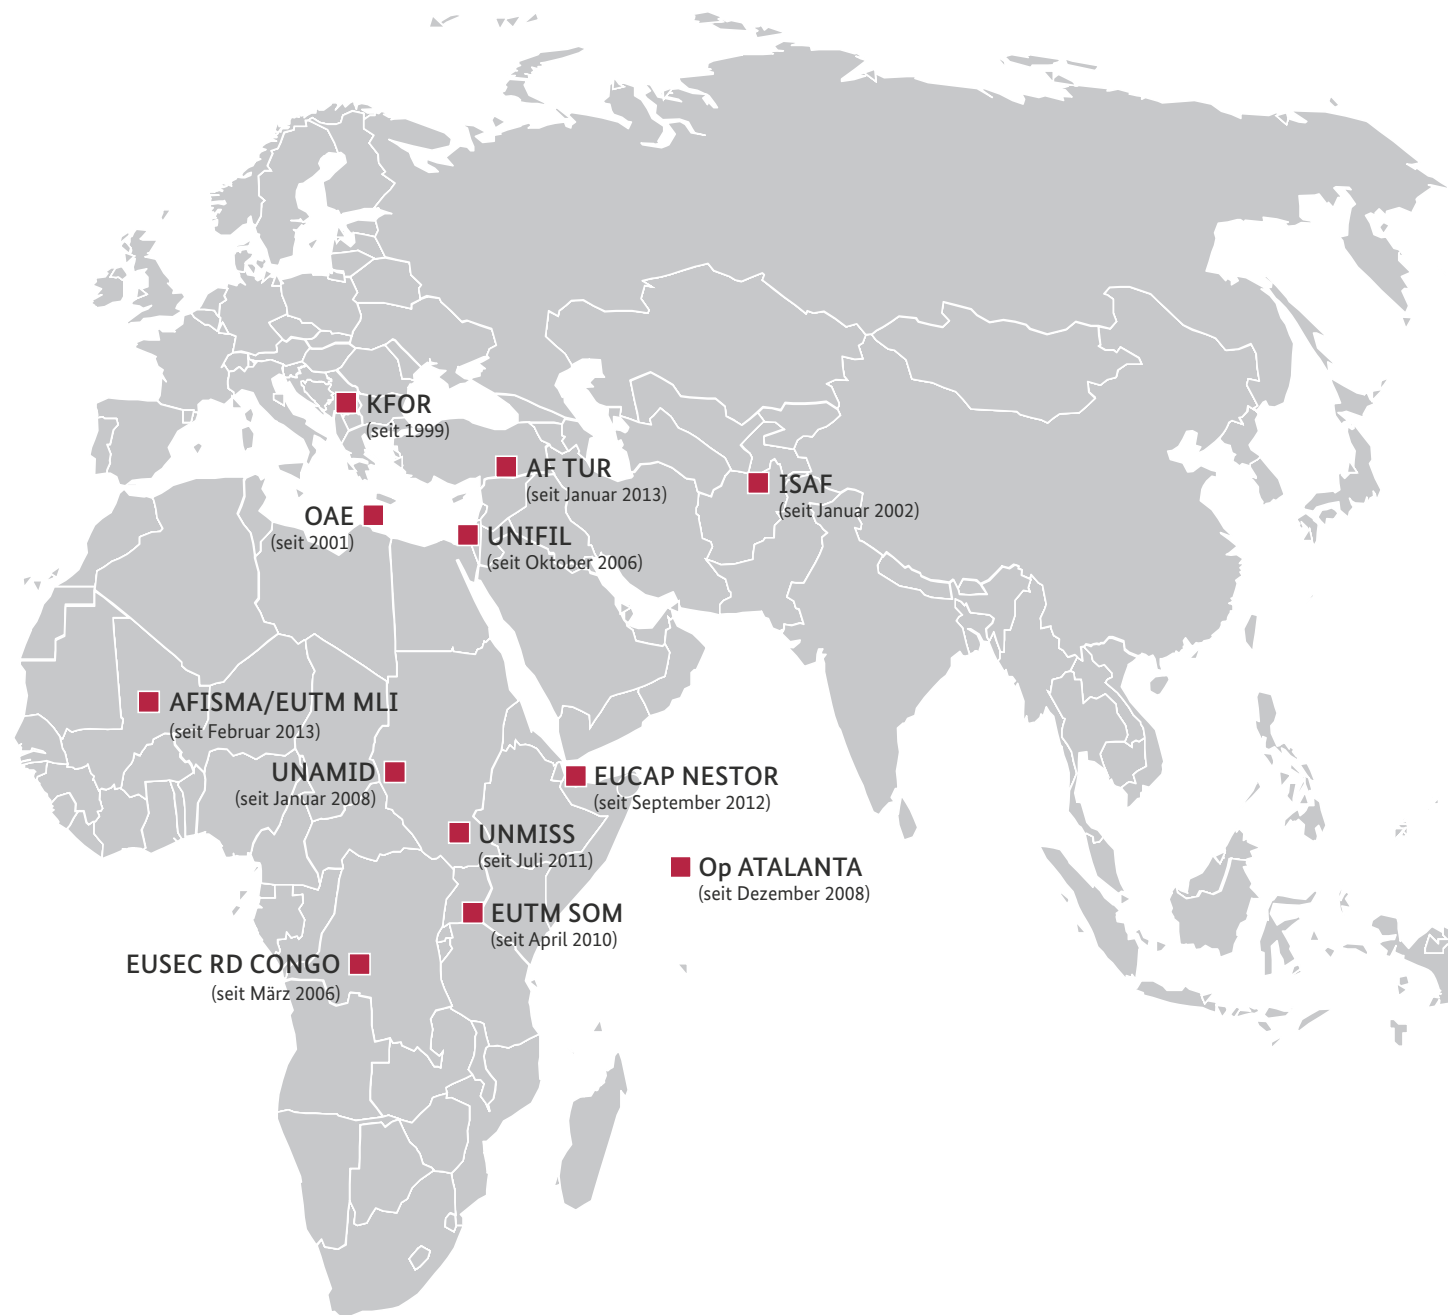 KFOR
(seit 1999)
AF TUR
(seit Januar 2013)
ISAF
(seit Januar 2002)
OAE
(seit 2001)
UNIFIL
(seit Oktober 2006)
AFISMA/EUTM MLI
(seit Februar 2013)
UNAMID
(seit Januar 2008)
EUCAP NESTOR
(seit September 2012)
UNMISS
(seit Juli 2011)
Op ATALANTA
(seit Dezember 2008)
EUTM SOM
(seit April 2010)
EUSEC RD CONGO
(seit März 2006)